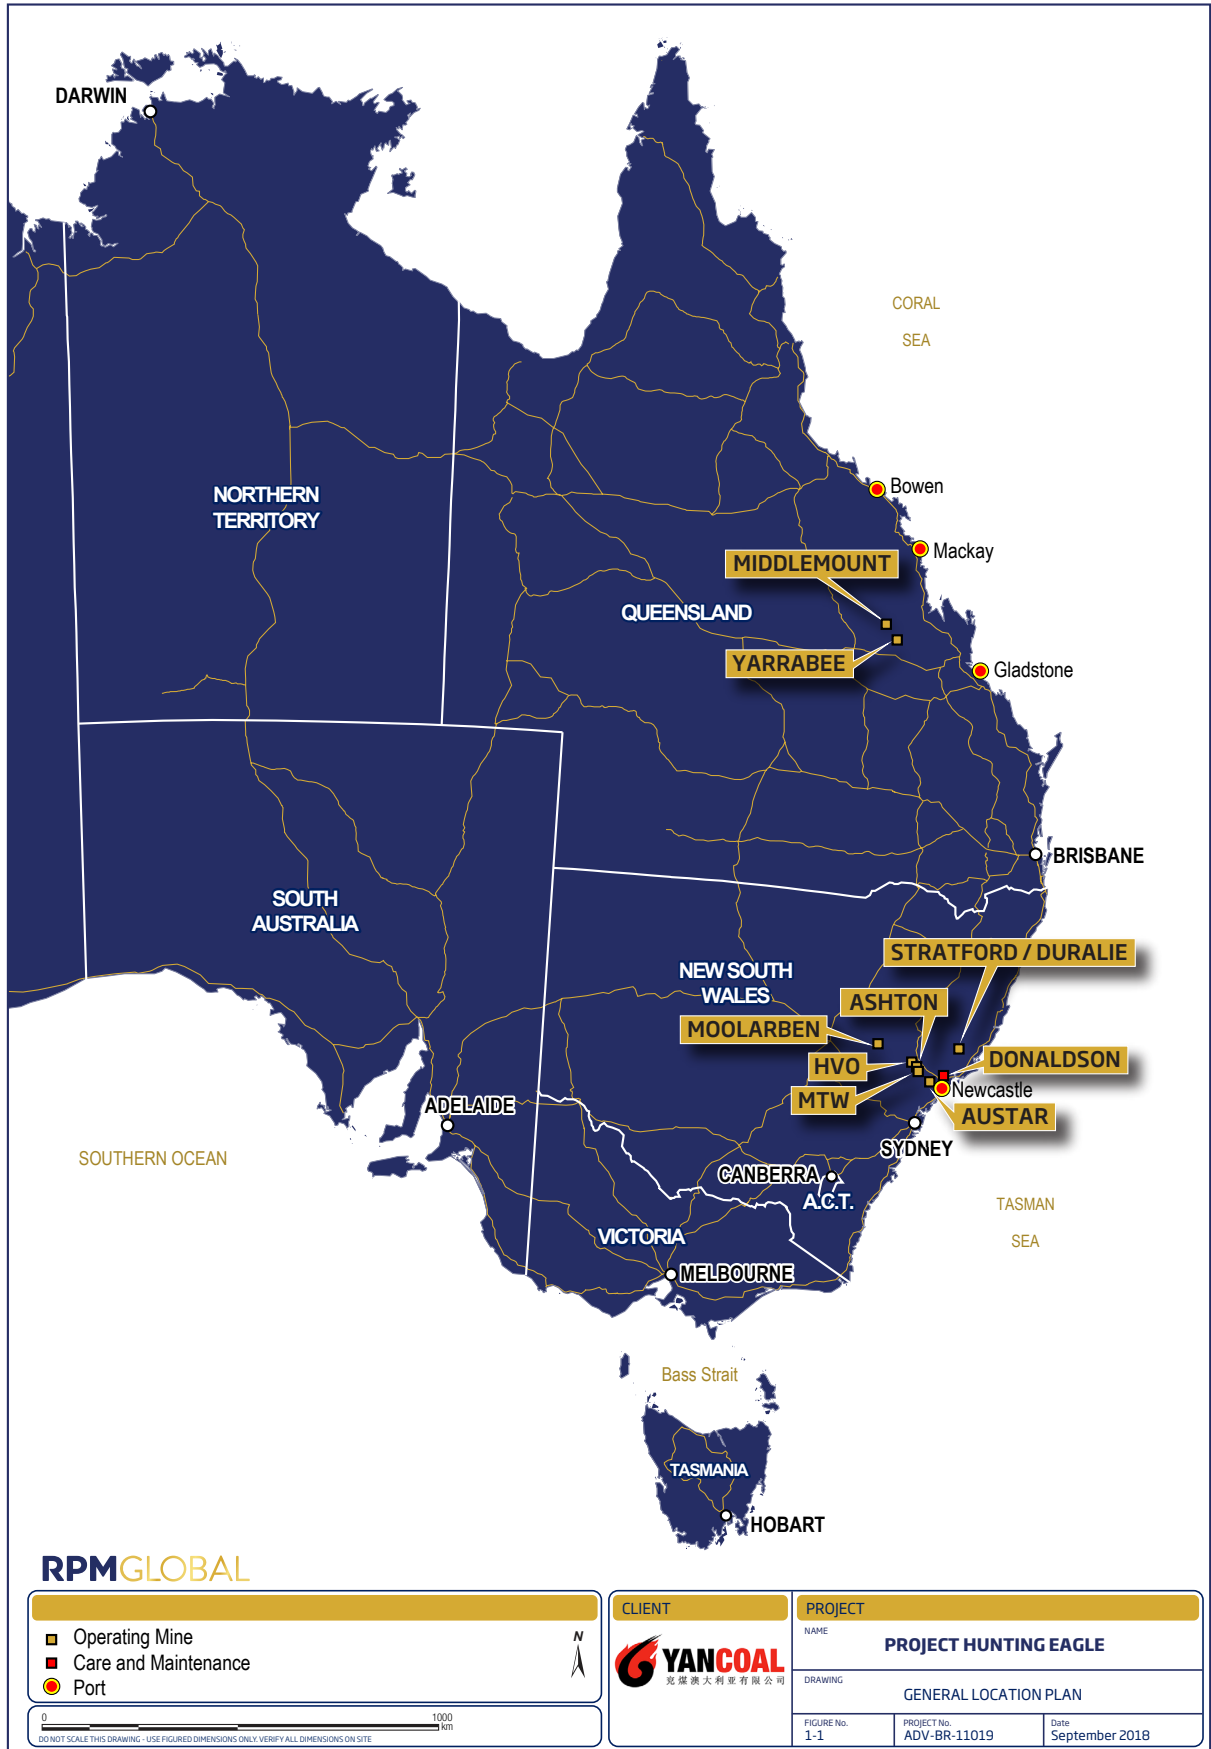 DARWIN
CORAL
SEA
NORTHERN
TERRITORY
Bowen
Mackay
MIDDLEMOUNT
QUEENSLAND
YARRABEE
Gladstone
BRISBANE
SOUTH
AUSTRALIA
STRATFORD / DURALIE
NEW SOUTH
WALES
ASHTON
MOOLARBEN
HVO
DONALDSON
MTW
Newcastle
AUSTAR
ADELAIDE
SYDNEY
SOUTHERN OCEAN
CANBERRA
A.C.T.
TASMAN
SEA
VICTORIA
MELBOURNE
Bass Strait
TASMANIA
HOBART
RPMGLOBAL
Operating Mine
Care and Maintenance
Port
N
0 1000
km
DO NOT SCALE THIS DRAWING - USE FIGURED DIMENSIONS ONLY. VERIFY ALL DIMENSIONS ON SITE
CLIENT
YANCOAL
兗煤澳大利亚有限公司
PROJECT
NAME
PROJECT HUNTING EAGLE
DRAWING
GENERAL LOCATION PLAN
FIGURE No.
1-1
PROJECT No.
ADV-BR-11019
Date
September 2018